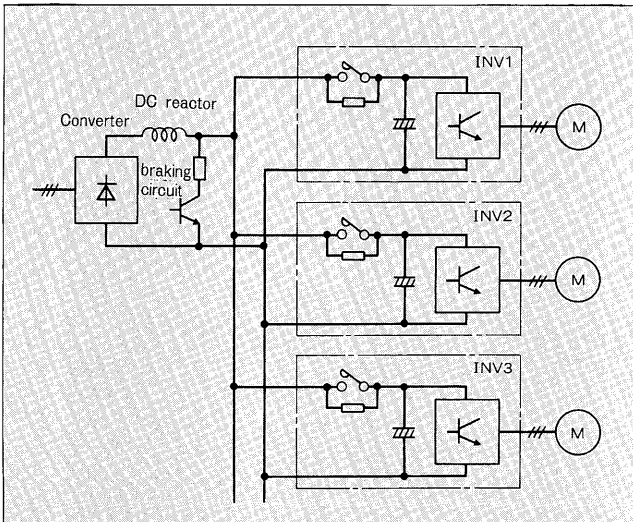 INV1
DC reactor
Converter
braking
circuit
M
INV2
M
INV3
M